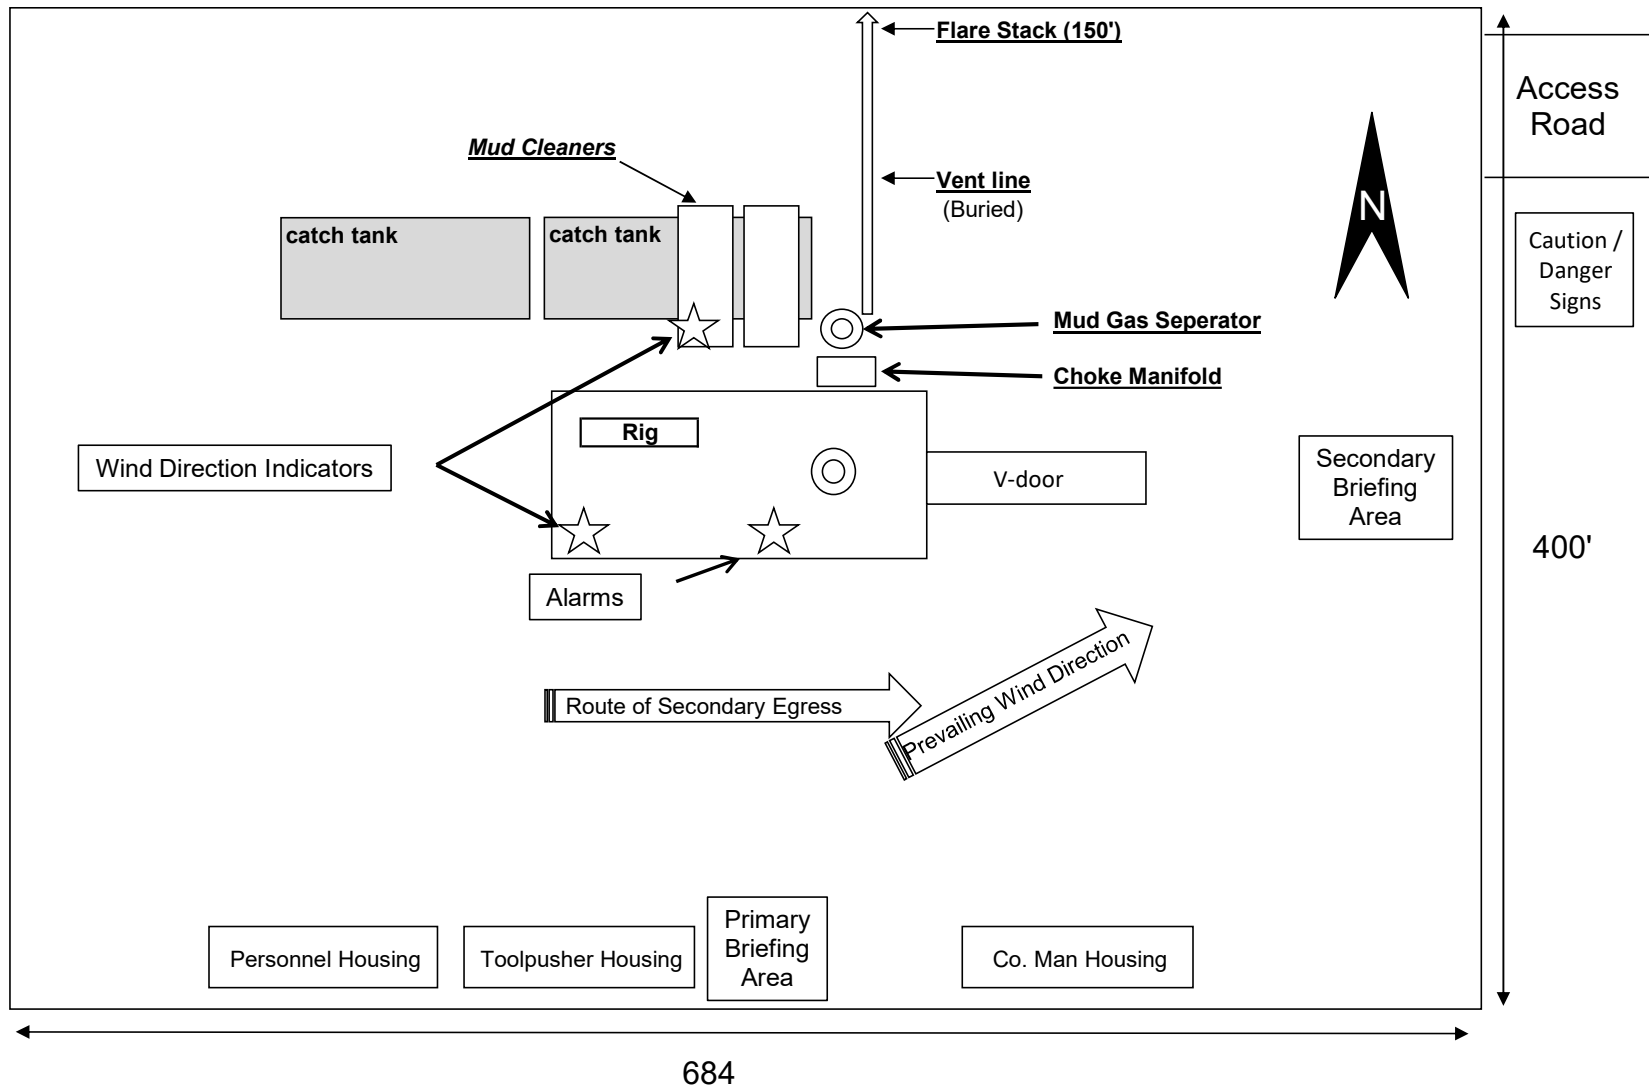 Flare Stack (150')
Access
Road
Mud Cleaners
Vent line
(Buried)
N
catch tank
catch tank
Caution /
Danger
Signs
Mud Gas Seperator
Choke Manifold
Rig
Wind Direction Indicators
V-door
Secondary
Briefing
Area
400'
Alarms
Prevailing Wind Direction
Route of Secondary Egress
Primary
Briefing
Area
Personnel Housing
Toolpusher Housing
Co. Man Housing
684